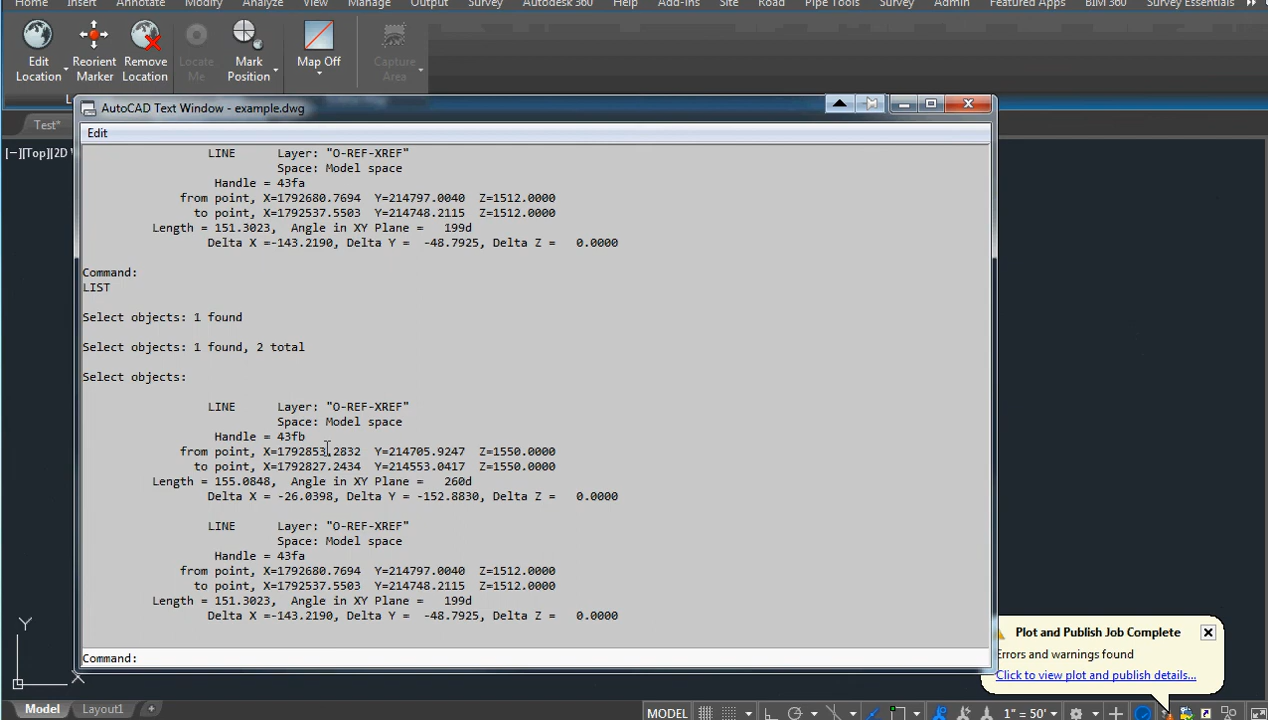 Home Insert Annotate Analyze View Manage Output Survey Autodesk 360 Help Add-ins Site Road Pipe Tools Survey Admin Featured Apps BIM 360 Survey Essentials
Edit Location Reorient Marker Remove Location Locate Me Mark Position Map Off Capture Area
AutoCAD Text Window - example.dwg
Test*
Edit
[−][Top][2D
LINE Layer: "O-REF-XREF"
Space: Model space
Handle = 43fa
from point, X=1792680.7694 Y=214797.0040 Z=1512.0000
to point, X=1792537.5503 Y=214748.2115 Z=1512.0000
Length = 151.3023, Angle in XY Plane = 199d
Delta X =-143.2190, Delta Y = -48.7925, Delta Z = 0.0000
Command:
LIST
Select objects: 1 found
Select objects: 1 found, 2 total
Select objects:
LINE Layer: "O-REF-XREF"
Space: Model space
Handle = 43fb
from point, X=1792853.2832 Y=214705.9247 Z=1550.0000
to point, X=1792827.2434 Y=214553.0417 Z=1550.0000
Length = 155.0848, Angle in XY Plane = 260d
Delta X = -26.0398, Delta Y = -152.8830, Delta Z = 0.0000
LINE Layer: "O-REF-XREF"
Space: Model space
Handle = 43fa
from point, X=1792680.7694 Y=214797.0040 Z=1512.0000
to point, X=1792537.5503 Y=214748.2115 Z=1512.0000
Length = 151.3023, Angle in XY Plane = 199d
Delta X =-143.2190, Delta Y = -48.7925, Delta Z = 0.0000
Command:
Y
X
Plot and Publish Job Complete
Errors and warnings found
Click to view plot and publish details...
Model Layout1 + MODEL 1" = 50'